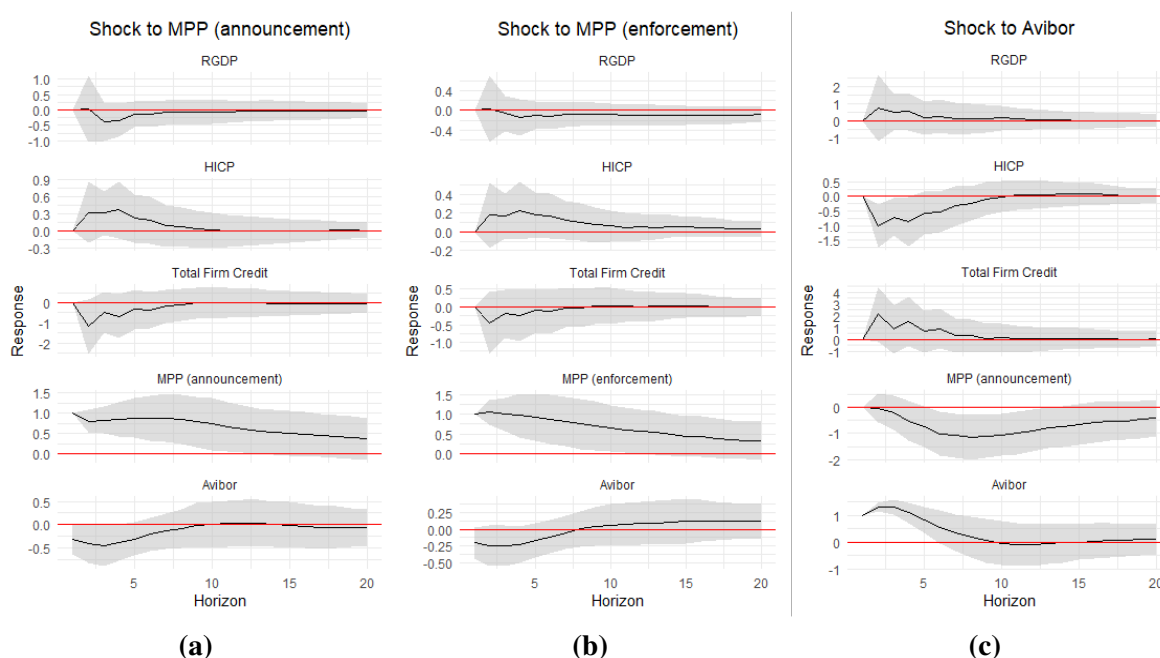 Shock to MPP (announcement)
RGDP
1.0
0.5
0.0
-0.5
-1.0
HICP
0.9
0.6
0.3
0.0
-0.3
Total Firm Credit
0
-1
-2
MPP (announcement)
1.5
1.0
0.5
0.0
Avibor
0.5
0.0
-0.5
Response
5
10
15
20
Horizon
(a)
Shock to MPP (enforcement)
RGDP
0.4
0.0
-0.4
HICP
0.4
0.2
0.0
-0.2
Total Firm Credit
0.5
0.0
-0.5
-1.0
MPP (enforcement)
1.5
1.0
0.5
0.0
Avibor
0.25
0.00
-0.25
-0.50
Response
5
10
15
20
Horizon
(b)
Shock to Avibor
RGDP
2
1
0
-1
HICP
0.5
0.0
-0.5
-1.0
-1.5
Total Firm Credit
4
3
2
1
0
-1
MPP (announcement)
0
-1
-2
Avibor
1
0
-1
Response
5
10
15
20
Horizon
(c)